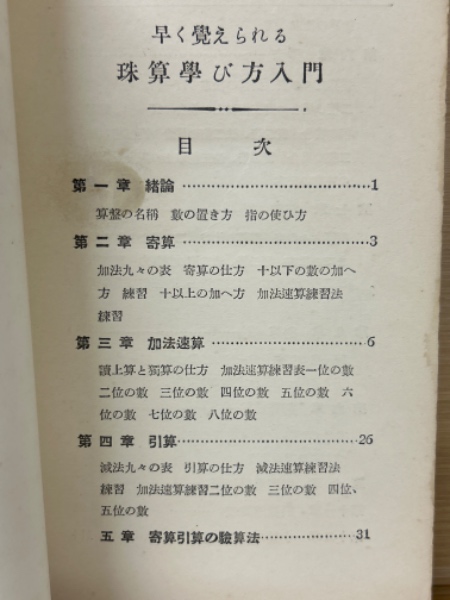 早く覺えられる
珠算學び方入門
目 次
第一章 緖論……………………………………1
算盤の名稱 數の置き方 指の使ひ方
第二章 寄算……………………………………3
加法九々の表 寄算の仕方 十以下の數の加へ
方 練習 十以上の加へ方 加法速算練習法
練習
第三章 加法速算………………………………6
讀上算と獨算の仕方 加法速算練習表一位の數
二位の數 三位の數 四位の數 五位の數 六
位の數 七位の數 八位の數
第四章 引算……………………………………26
減法九々の表 引算の仕方 減法速算練習法
練習 加法速算練習二位の數 三位の數 四位、
五位の數
五章 寄算引算の驗算法…………………31